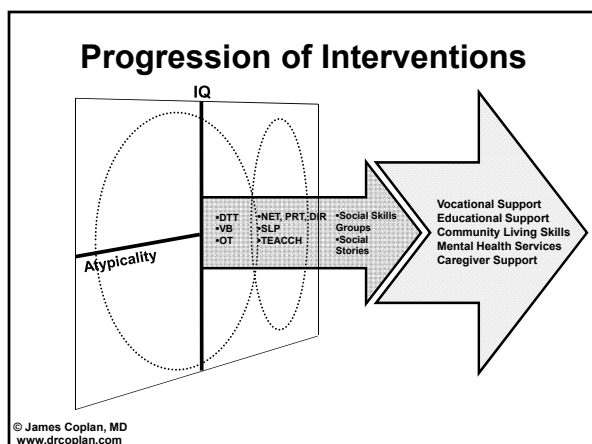 Progression of Interventions
IQ
Atypicality
•DTT
•VB
•OT
•NET, PRT, DIR
•SLP
•TEACCH
•Social Skills
Groups
•Social
Stories
Vocational Support
Educational Support
Community Living Skills
Mental Health Services
Caregiver Support
© James Coplan, MD
www.drcoplan.com